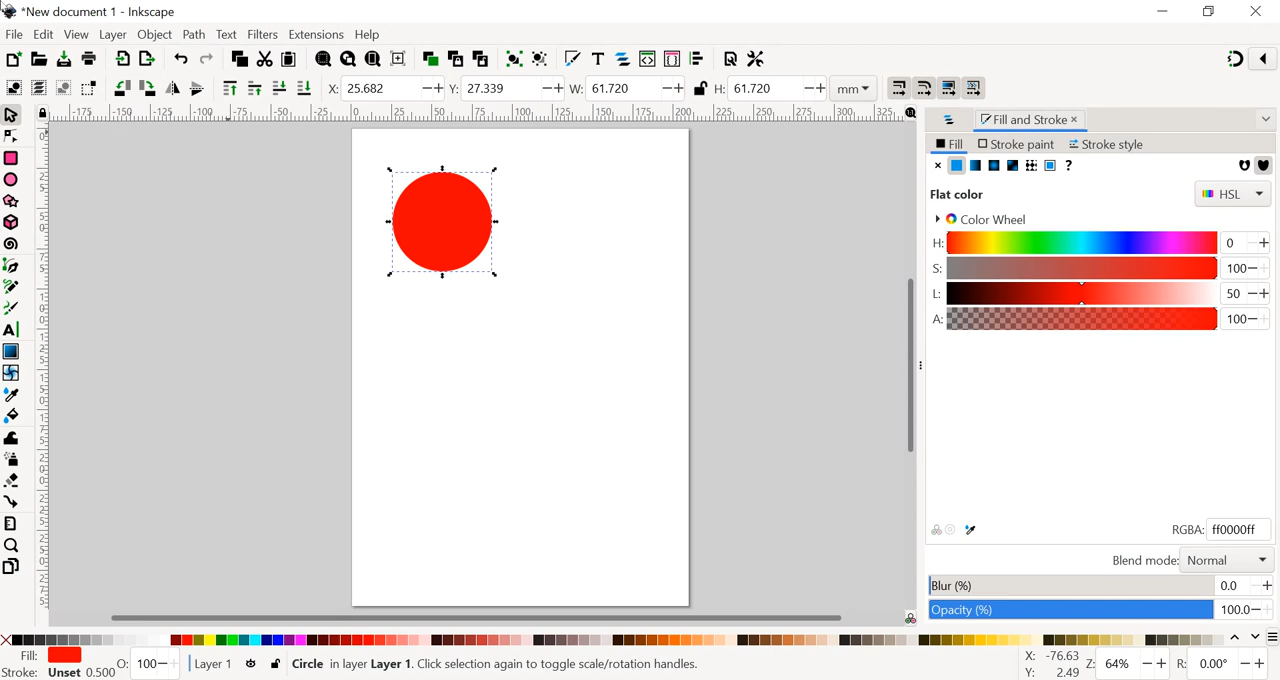 *New document 1 - Inkscape
File Edit View Layer Object Path Text Filters Extensions Help
X: 25.682 Y: 27.339 W: 61.720 H: 61.720 mm
-175 -150 -125 -100 -75 -50 -25 0 25 50 75 100 125 150 175 200 225 250 275 300 325
Fill and Stroke
Fill Stroke paint Stroke style
?
Flat color HSL
Color Wheel
H: 0
S: 100
L: 50
A: 100
RGBA: ff0000ff
Blend mode: Normal
Blur (%) 0.0
Opacity (%) 100.0
Fill: O: 100 Layer 1 Circle in layer Layer 1. Click selection again to toggle scale/rotation handles. X: -76.63 Z: 64% R: 0.00°
Stroke: Unset 0.500 Y: 2.49